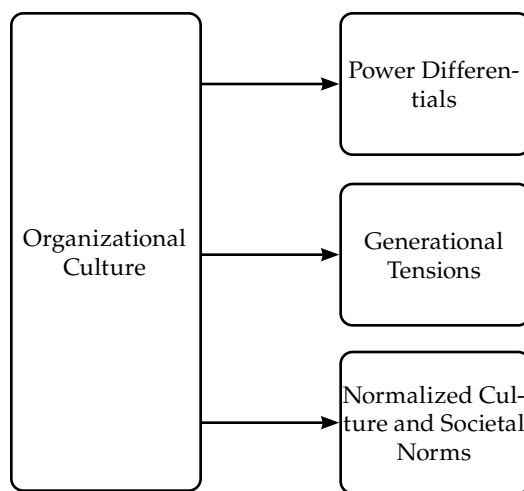 Power Differen-
tials
Organizational
Culture
Generational
Tensions
Normalized Cul-
ture and Societal
Norms